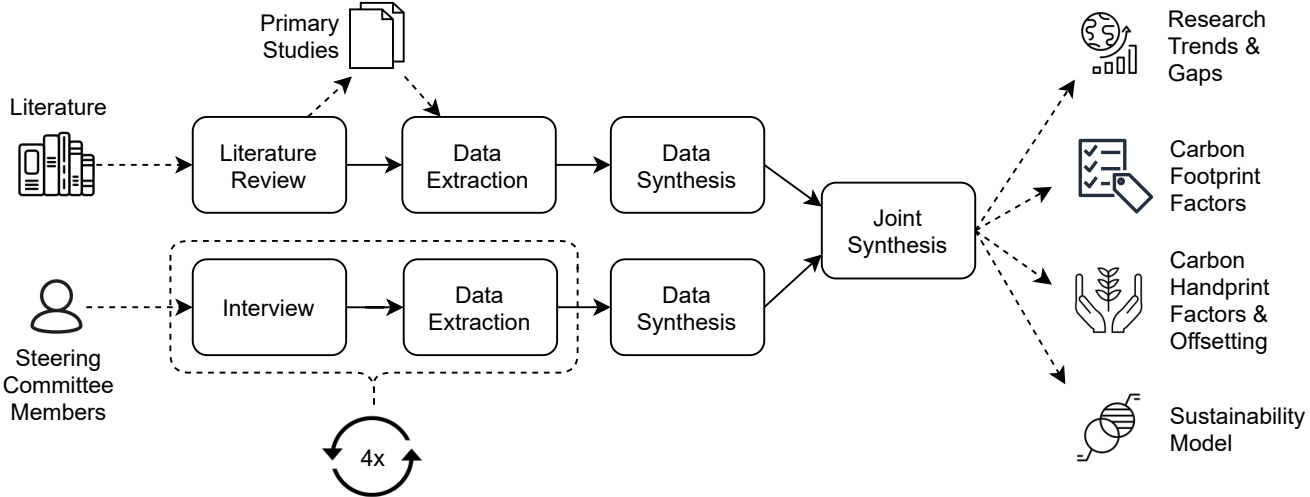 Primary
Studies
Literature
Literature
Review
Data
Extraction
Data
Synthesis
Joint
Synthesis
Steering
Committee
Members
Interview
Data
Extraction
Data
Synthesis
4x
Research
Trends &
Gaps
Carbon
Footprint
Factors
Carbon
Handprint
Factors &
Offsetting
Sustainability
Model